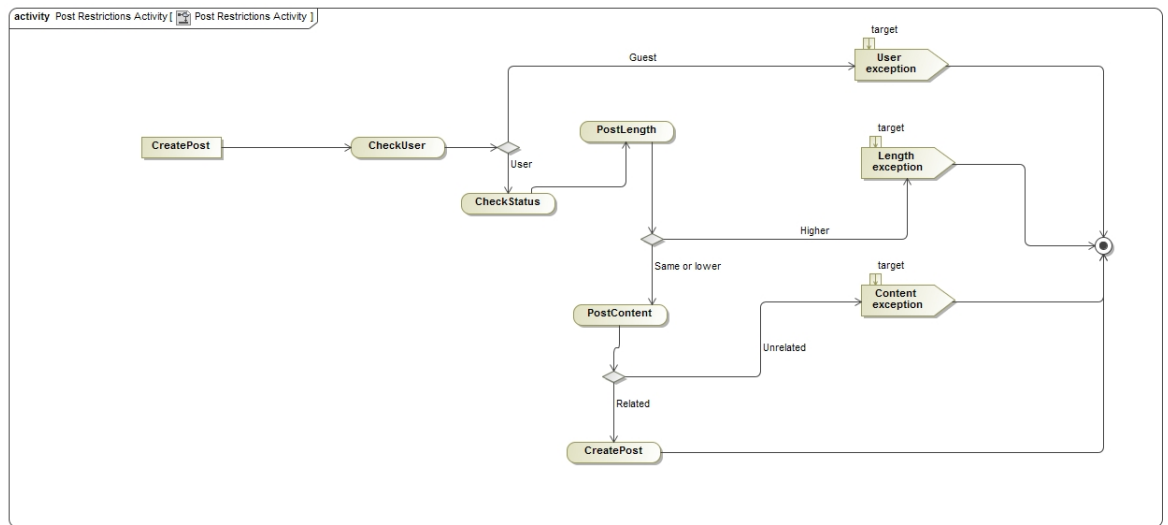 activity Post Restrictions Activity [ Post Restrictions Activity ]
target
User
exception
Guest
CreatePost
CheckUser
User
PostLength
target
Length
exception
CheckStatus
Higher
Same or lower
target
Content
exception
PostContent
Unrelated
Related
CreatePost